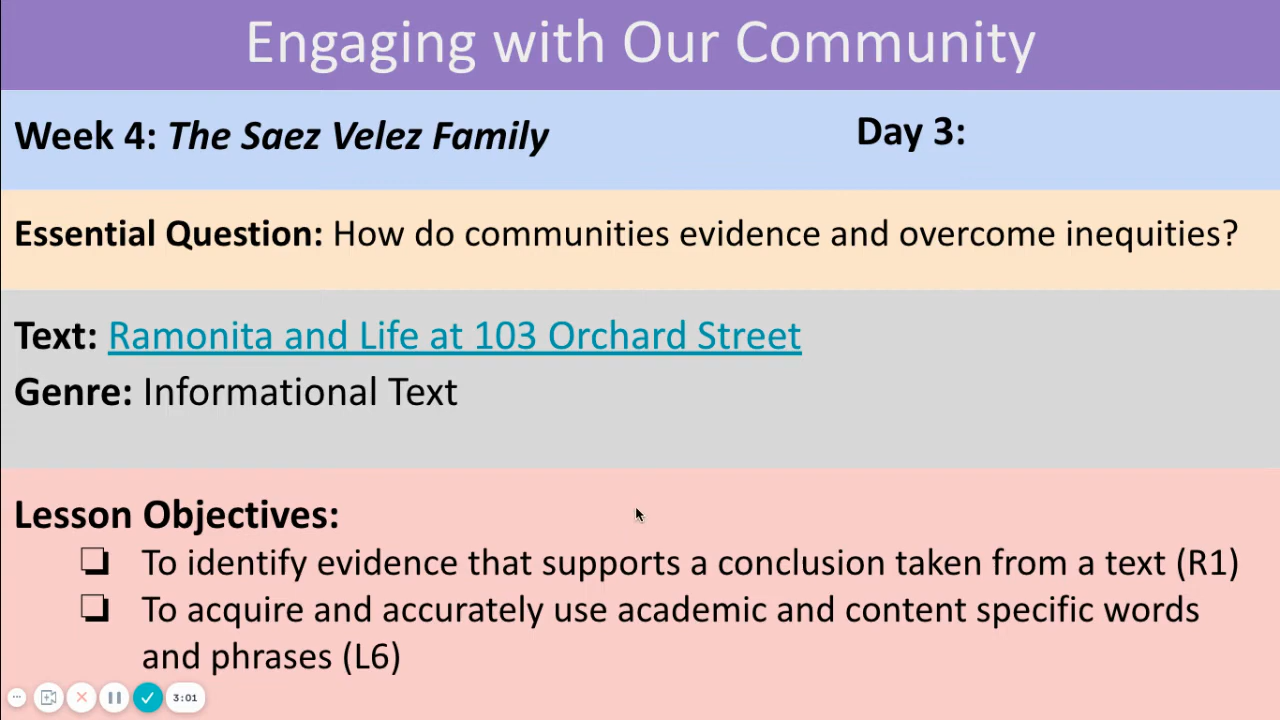 Engaging with Our Community
Week 4: The Saez Velez Family
Day 3:
Essential Question: How do communities evidence and overcome inequities?
Text: Ramonita and Life at 103 Orchard Street
Genre: Informational Text
Lesson Objectives:
❏ To identify evidence that supports a conclusion taken from a text (R1)
❏ To acquire and accurately use academic and content specific words
and phrases (L6)
3:01